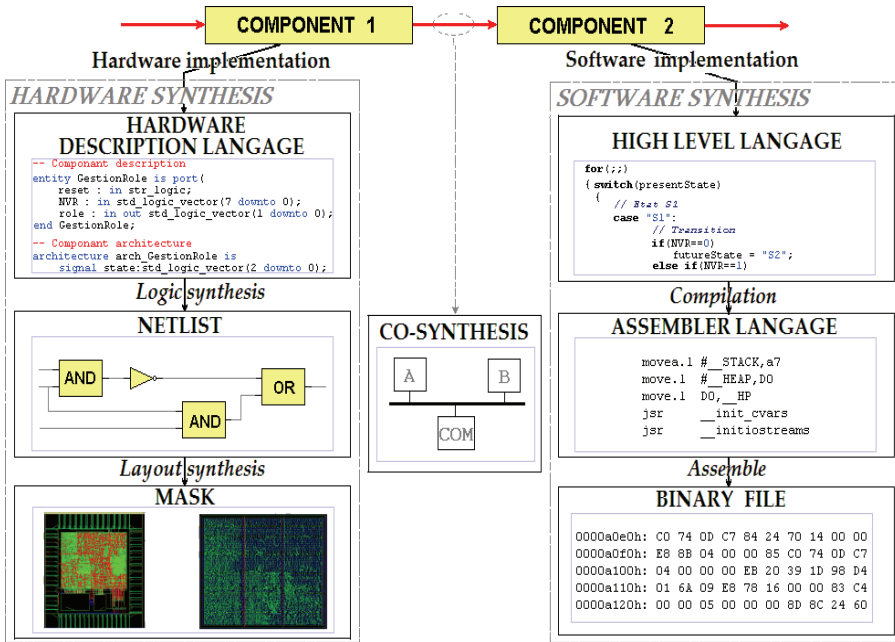 COMPONENT 1
COMPONENT 2
Hardware implementation
Software implementation
HARDWARE SYNTHESIS
HARDWARE
DESCRIPTION LANGAGE
-- Componant description
entity GestionRole is port(
reset : in str_logic;
NVR : in std_logic_vector(7 downto 0);
role : in out std_logic_vector(1 downto 0);
end GestionRole;
-- Componant architecture
architecture arch_GestionRole is
signal state:std_logic_vector(2 downto 0);
Logic synthesis
NETLIST
AND
OR
AND
Layout synthesis
MASK
CO-SYNTHESIS
A
B
COM
SOFTWARE SYNTHESIS
HIGH LEVEL LANGAGE
for(;;)
{ switch(presentState)
{
// Etat S1
case "S1":
// Transition
if(NVR==0)
futureState = "S2";
else if(NVR==1)
Compilation
ASSEMBLER LANGAGE
movea.l #__STACK,a7
move.l #__HEAP,D0
move.l D0,__HP
jsr __init_cvars
jsr __initiostreams
Assemble
BINARY FILE
0000a0e0h: C0 74 0D C7 84 24 70 14 00 00
0000a0f0h: E8 8B 04 00 00 85 C0 74 0D C7
0000a100h: 04 00 00 00 EB 20 39 1D 98 D4
0000a110h: 01 6A 09 E8 78 16 00 00 83 C4
0000a120h: 00 00 05 00 00 00 8D 8C 24 60